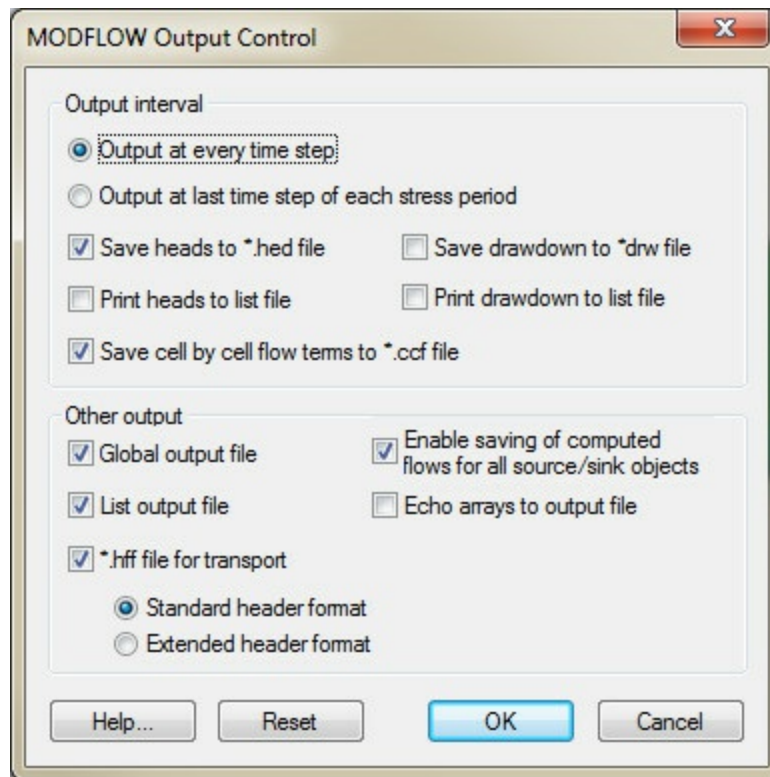 MODFLOW Output Control
Output interval
Output at every time step
Output at last time step of each stress period
Save heads to *.hed file
Save drawdown to *drw file
Print heads to list file
Print drawdown to list file
Save cell by cell flow terms to *.ccf file
Other output
Global output file
Enable saving of computed
flows for all source/sink objects
List output file
Echo arrays to output file
*.hff file for transport
Standard header format
Extended header format
Help...
Reset
OK
Cancel